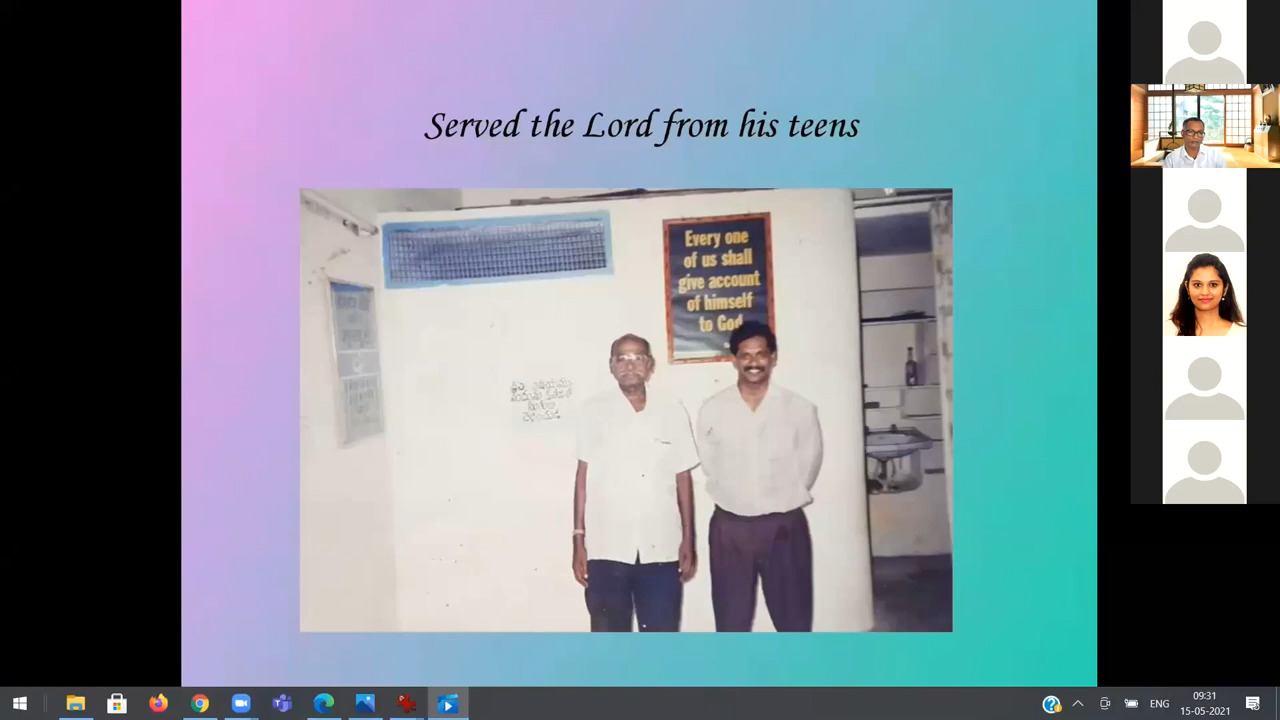 Served the Lord from his teens
Every one
of us shall
give account
of himself
to God
ENG
09:31
15-05-2021